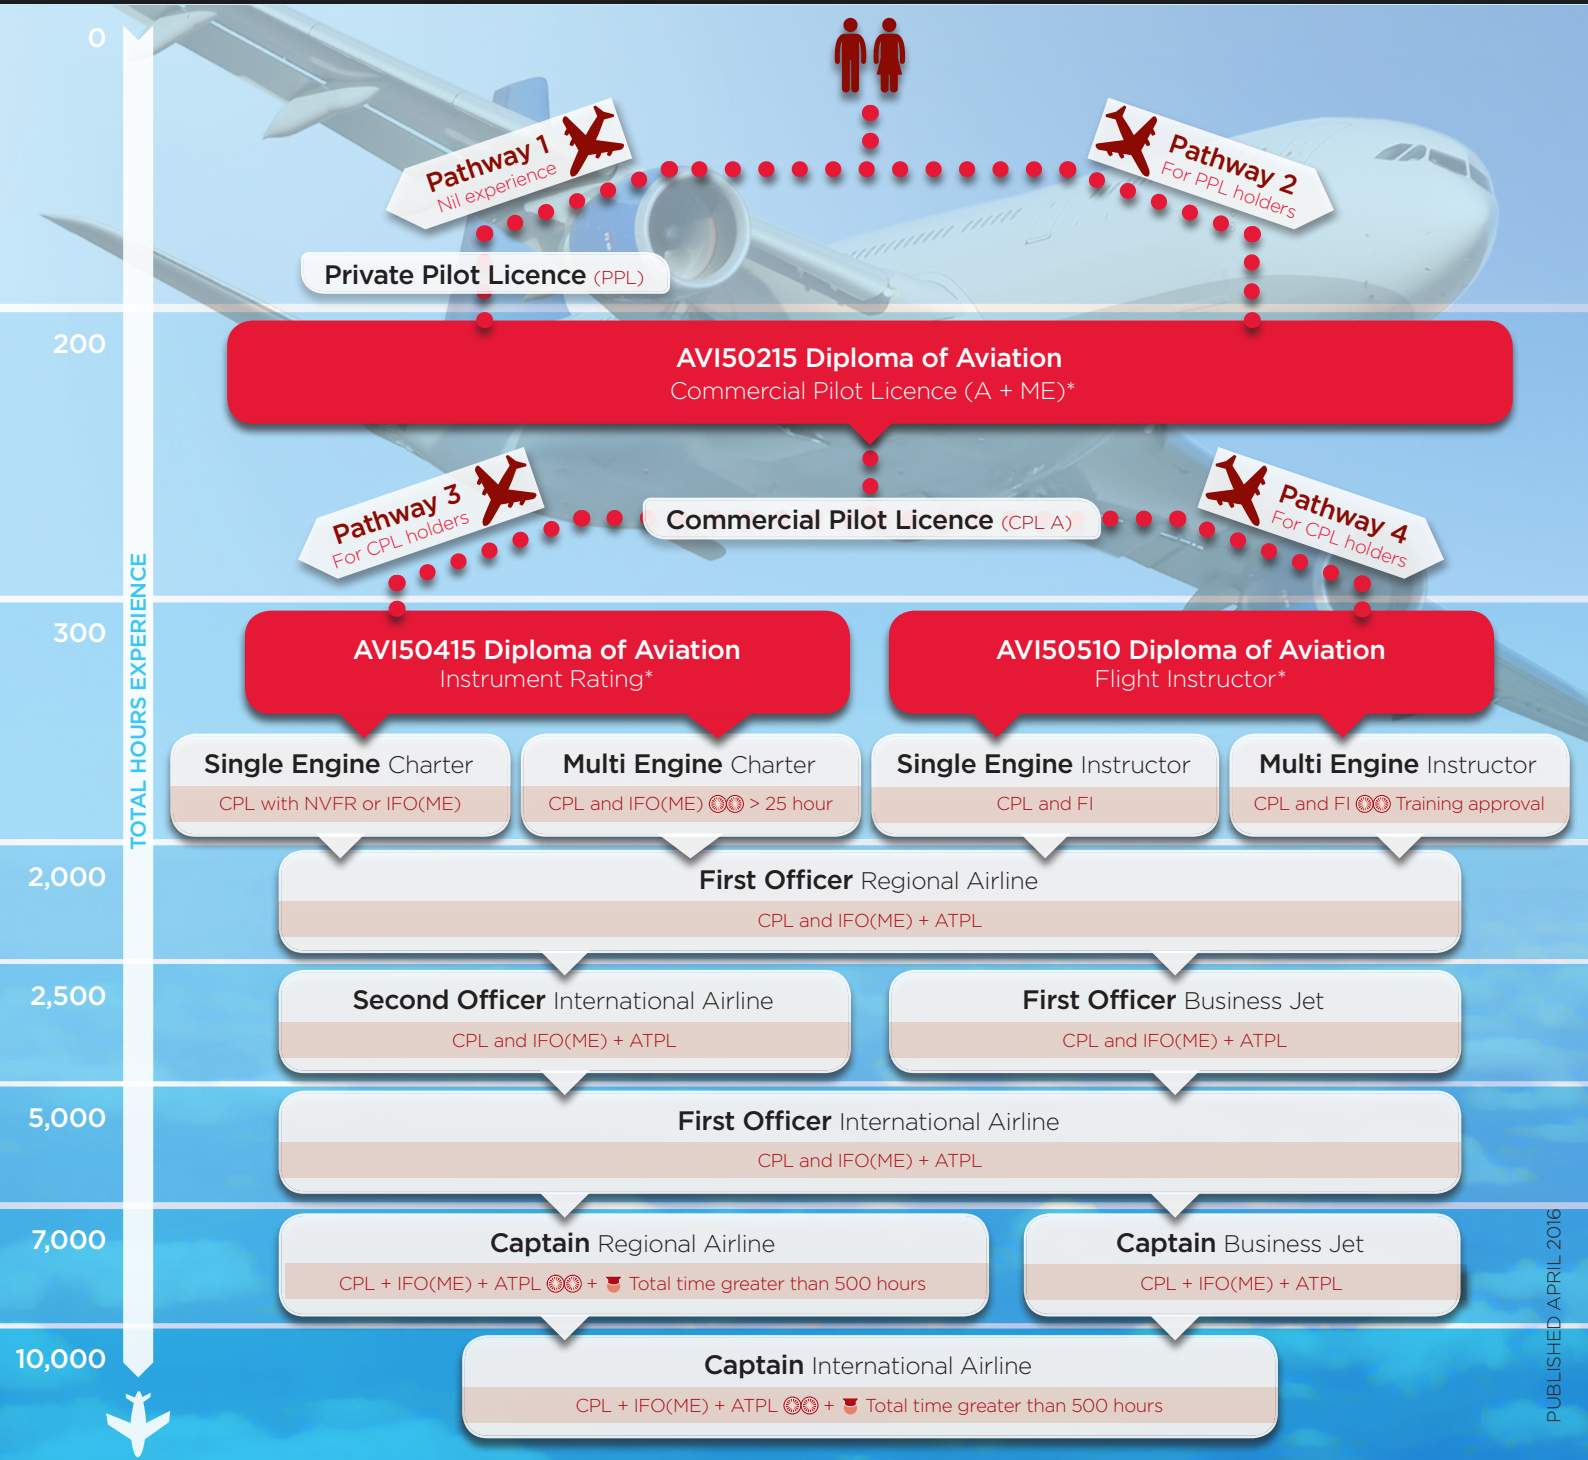 0
Pathway 1
Nil experience
Pathway 2
For PPL holders
Private Pilot Licence (PPL)
200
AVI50215 Diploma of Aviation
Commercial Pilot Licence (A + ME)*
Pathway 3
For CPL holders
Commercial Pilot Licence (CPL A)
Pathway 4
For CPL holders
TOTAL HOURS EXPERIENCE
300
AVI50415 Diploma of Aviation
Instrument Rating*
AVI50510 Diploma of Aviation
Flight Instructor*
Single Engine Charter
CPL with NVFR or IFO(ME)
Multi Engine Charter
CPL and IFO(ME) > 25 hour
Single Engine Instructor
CPL and FI
Multi Engine Instructor
CPL and FI Training approval
2,000
First Officer Regional Airline
CPL and IFO(ME) + ATPL
2,500
Second Officer International Airline
CPL and IFO(ME) + ATPL
First Officer Business Jet
CPL and IFO(ME) + ATPL
5,000
First Officer International Airline
CPL and IFO(ME) + ATPL
7,000
Captain Regional Airline
CPL + IFO(ME) + ATPL + Total time greater than 500 hours
Captain Business Jet
CPL + IFO(ME) + ATPL
10,000
Captain International Airline
CPL + IFO(ME) + ATPL + Total time greater than 500 hours
PUBLISHED APRIL 2016